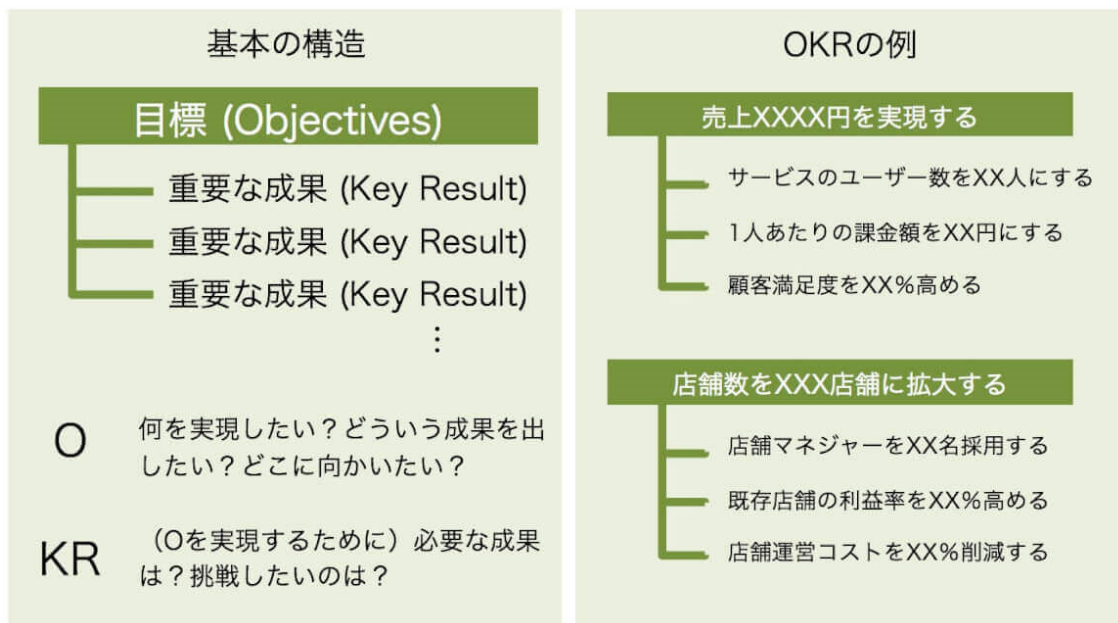 基本の構造
目標 (Objectives)
重要な成果 (Key Result)
重要な成果 (Key Result)
重要な成果 (Key Result)
⋮
O
何を実現したい？どういう成果を出
したい？どこに向かいたい？
KR
（Oを実現するために）必要な成果
は？挑戦したいのは？
OKRの例
売上XXXX円を実現する
サービスのユーザー数をXX人にする
1人あたりの課金額をXX円にする
顧客満足度をXX％高める
店舗数をXXX店舗に拡大する
店舗マネジャーをXX名採用する
既存店舗の利益率をXX％高める
店舗運営コストをXX％削減する